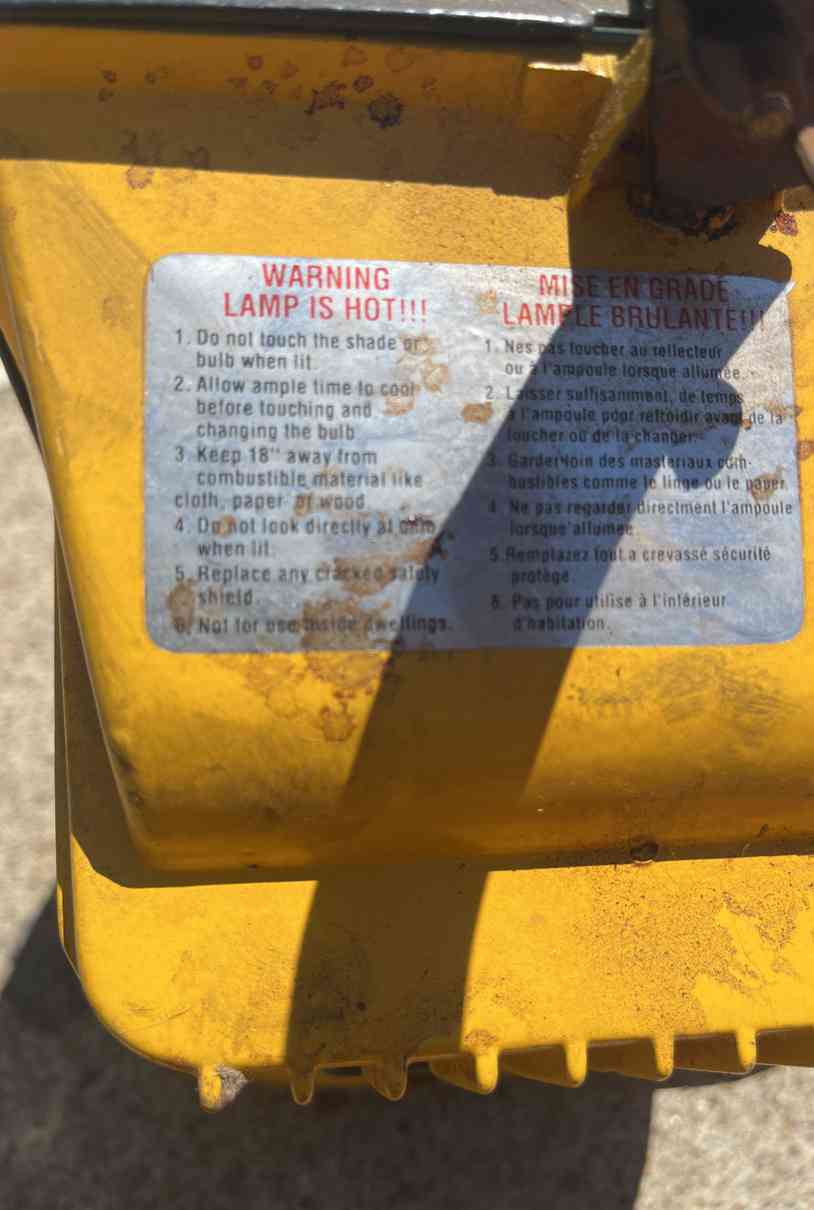 WARNING
LAMP IS HOT!!!
1. Do not touch the shade or
bulb when lit.
2. Allow ample time to cool
before touching and
changing the bulb.
3. Keep 18" away from
combustible material like
cloth, paper or wood.
4. Do not look directly at
when lit.
5. Replace any cracked safety
shield.
6. Not for use inside dwellings.
MISE EN GRADE
LAMPLE BRULANTE!!!
1. Nes pas toucher au reflecteur
ou à l'ampoule lorsque allumée.
2. Laisser suffisamment, de temps
a l'ampoule pour reftoidir avant de la
toucher ou de la changer.
3. Garder loin des masteriaux com-
bustibles comme le linge ou le paper.
4. Ne pas regarder directment l'ampoule
lorsque allumee.
5. Remplazez tout a crevassé sécurité
protège.
6. Pas pour utilise à l'intérieur
d'habitation.